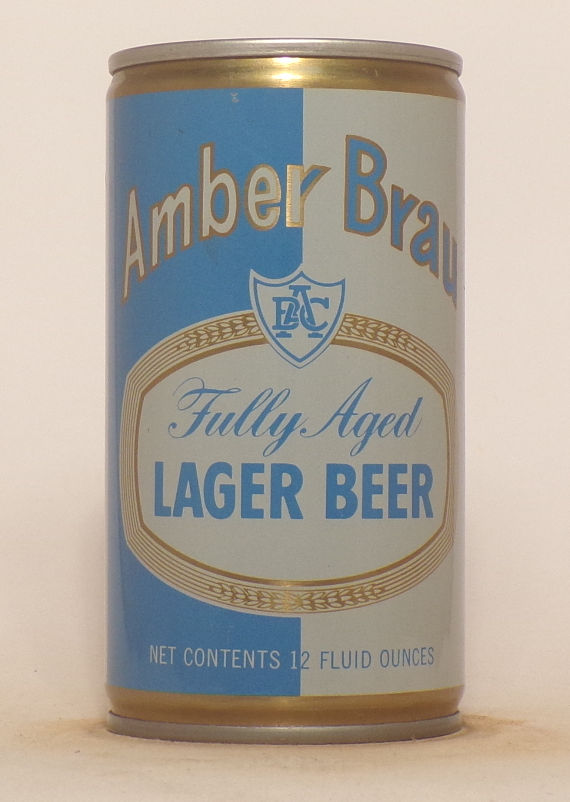 Amber Brau
BAC
Fully Aged
LAGER BEER
NET CONTENTS 12 FLUID OUNCES